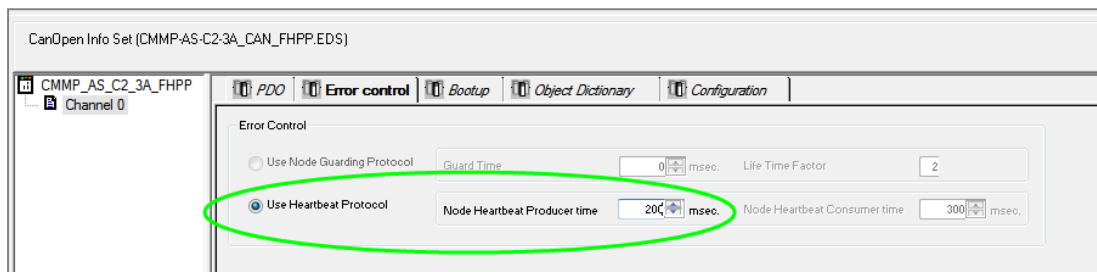 CanOpen Info Set (CMMP-AS-C2-3A_CAN_FHPP.EDS)
CMMP_AS_C2_3A_FHPP
Channel 0
PDO Error control Bootup Object Dictionary Configuration
Error Control
Use Node Guarding Protocol Guard Time 0 msec. Life Time Factor 2
Use Heartbeat Protocol Node Heartbeat Producer time 200 msec. Node Heartbeat Consumer time 300 msec.